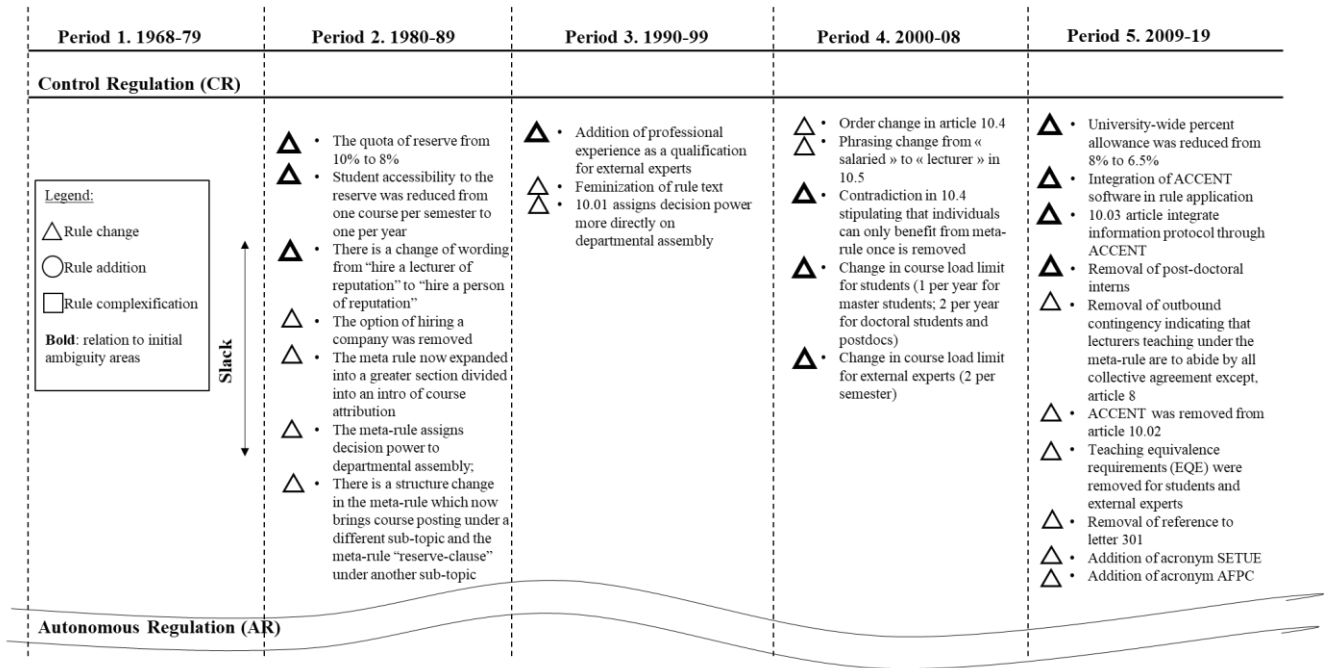 Period 1. 1968-79
Period 2. 1980-89
Period 3. 1990-99
Period 4. 2000-08
Period 5. 2009-19
Control Regulation (CR)
Legend:
Rule change
Rule addition
Rule complexification
Bold: relation to initial
ambiguity areas
Slack
• The quota of reserve from
10% to 8%
• Student accessibility to the
reserve was reduced from
one course per semester to
one per year
• There is a change of wording
from “hire a lecturer of
reputation” to “hire a person
of reputation”
• The option of hiring a
company was removed
• The meta rule now expanded
into a greater section divided
into an intro of course
attribution
• The meta-rule assigns
decision power to
departmental assembly;
• There is a structure change
in the meta-rule which now
brings course posting under a
different sub-topic and the
meta-rule “reserve-clause”
under another sub-topic
• Addition of professional
experience as a qualification
for external experts
• Feminization of rule text
• 10.01 assigns decision power
more directly on
departmental assembly
• Order change in article 10.4
• Phrasing change from «
salaried » to « lecturer » in
10.5
• Contradiction in 10.4
stipulating that individuals
can only benefit from meta-
rule once is removed
• Change in course load limit
for students (1 per year for
master students; 2 per year
for doctoral students and
postdocs)
• Change in course load limit
for external experts (2 per
semester)
• University-wide percent
allowance was reduced from
8% to 6.5%
• Integration of ACCENT
software in rule application
• 10.03 article integrate
information protocol through
ACCENT
• Removal of post-doctoral
interns
• Removal of outbound
contingency indicating that
lecturers teaching under the
meta-rule are to abide by all
collective agreement except,
article 8
• ACCENT was removed from
article 10.02
• Teaching equivalence
requirements (EQE) were
removed for students and
external experts
• Removal of reference to
letter 301
• Addition of acronym SETUE
• Addition of acronym AFPC
Autonomous Regulation (AR)